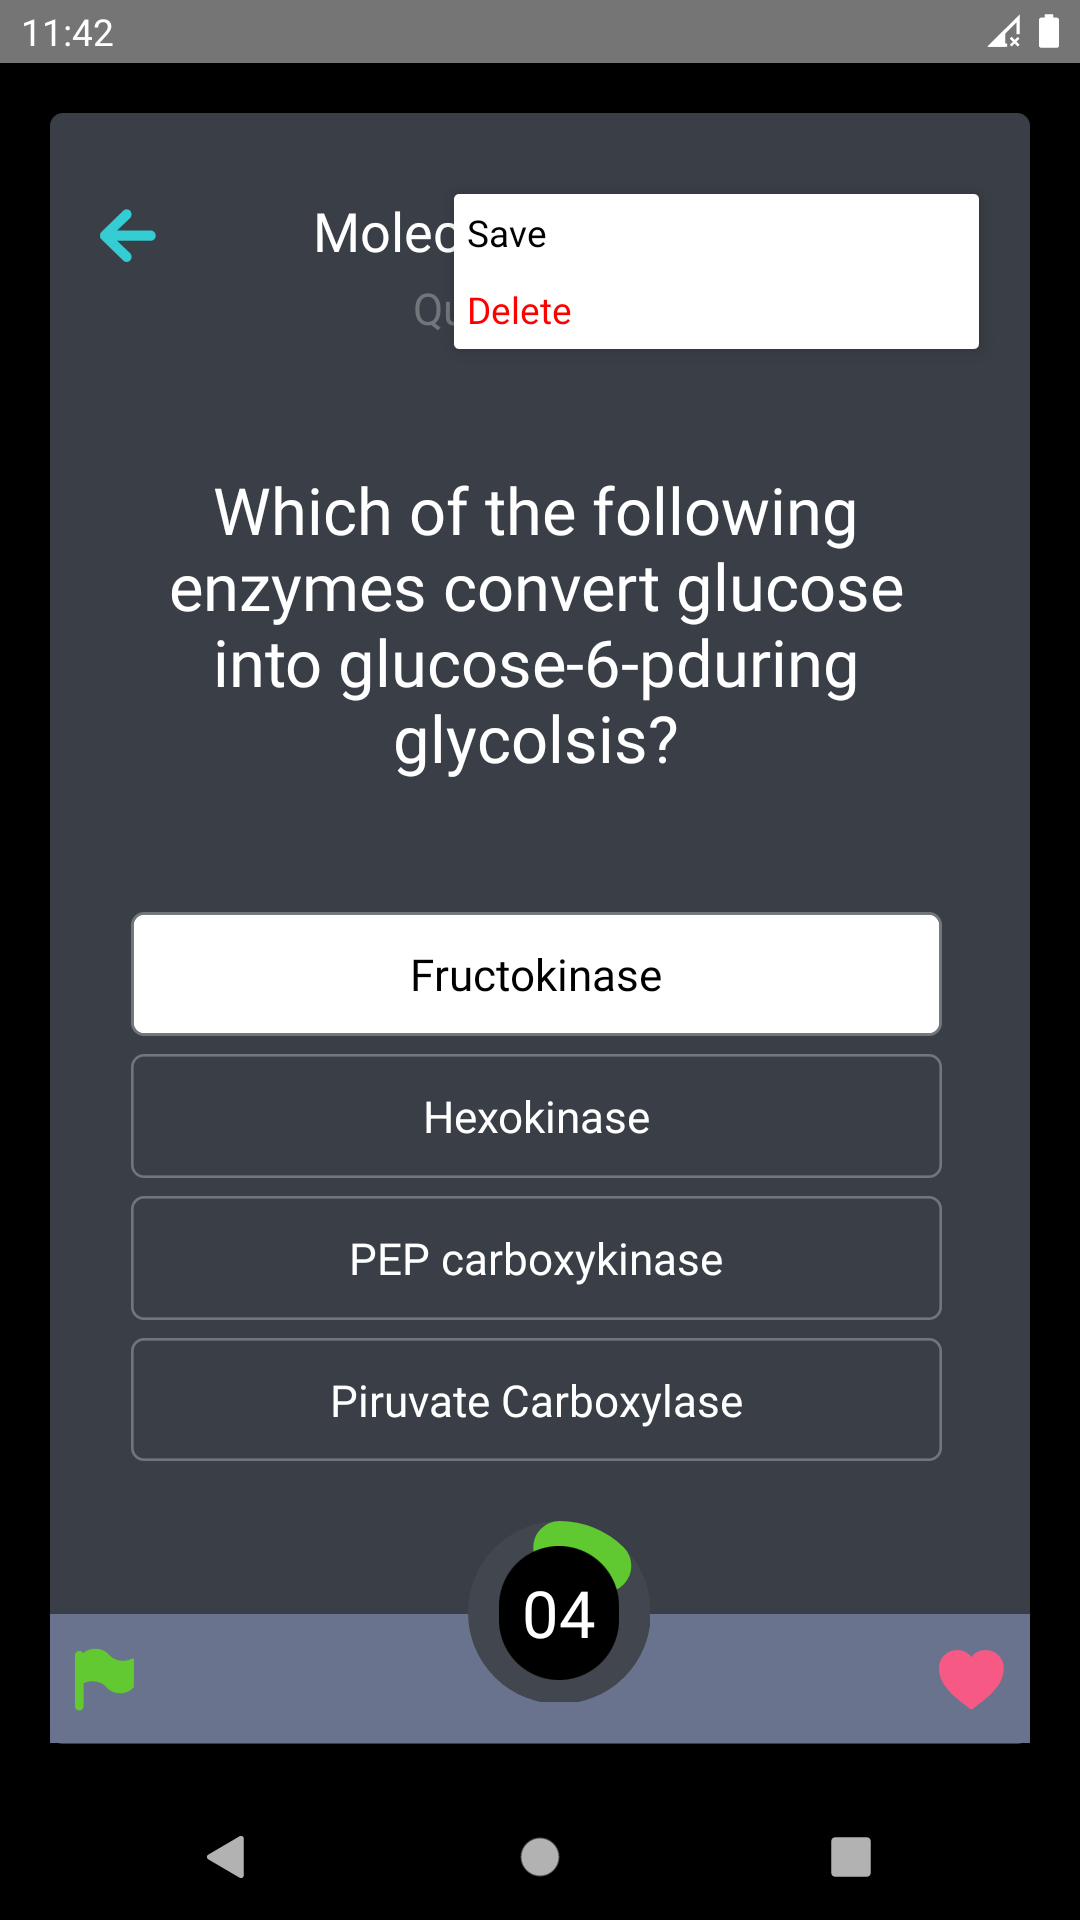 11:42
Molec
Save
Qu
Delete
Which of the following
enzymes convert glucose
into glucose-6-pduring
glycolsis?
Fructokinase
Hexokinase
PEP carboxykinase
Piruvate Carboxylase
04